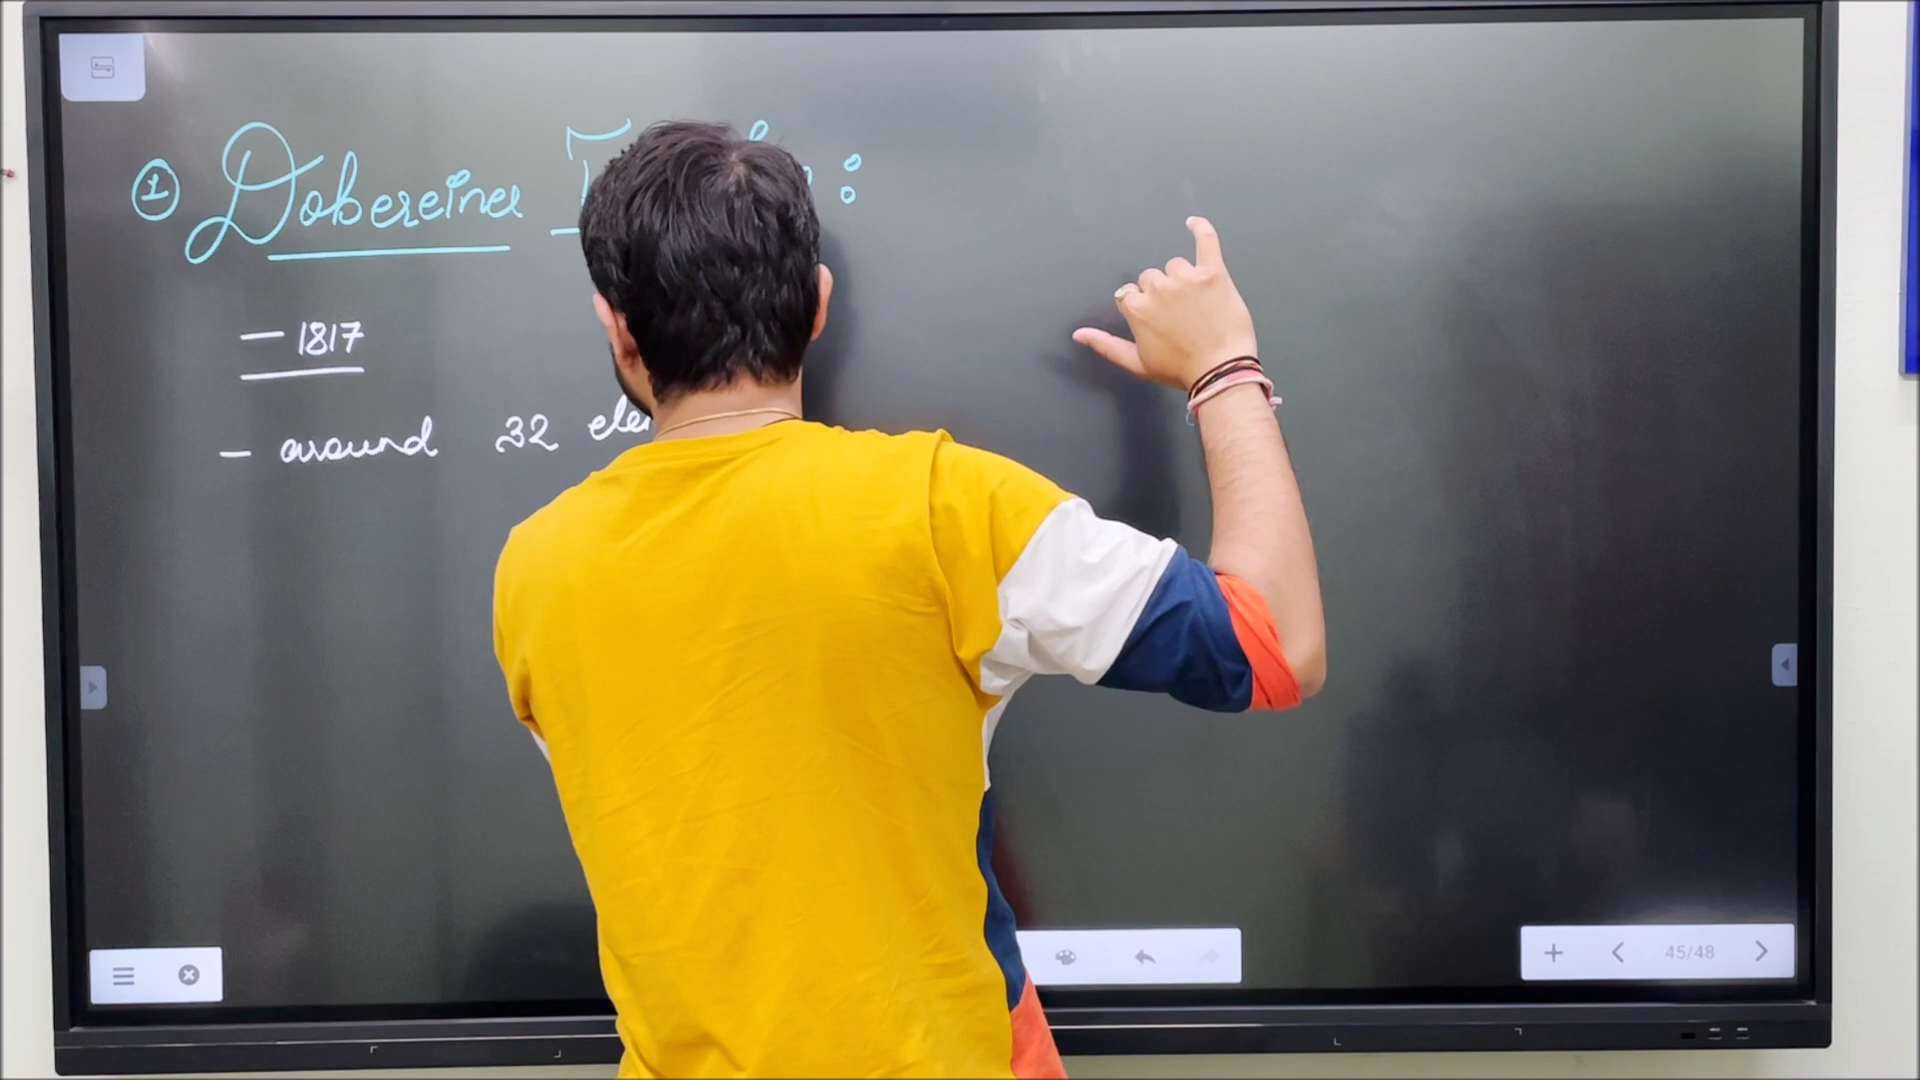 ① Dobereiner :
— 1817
— around 32
45/48